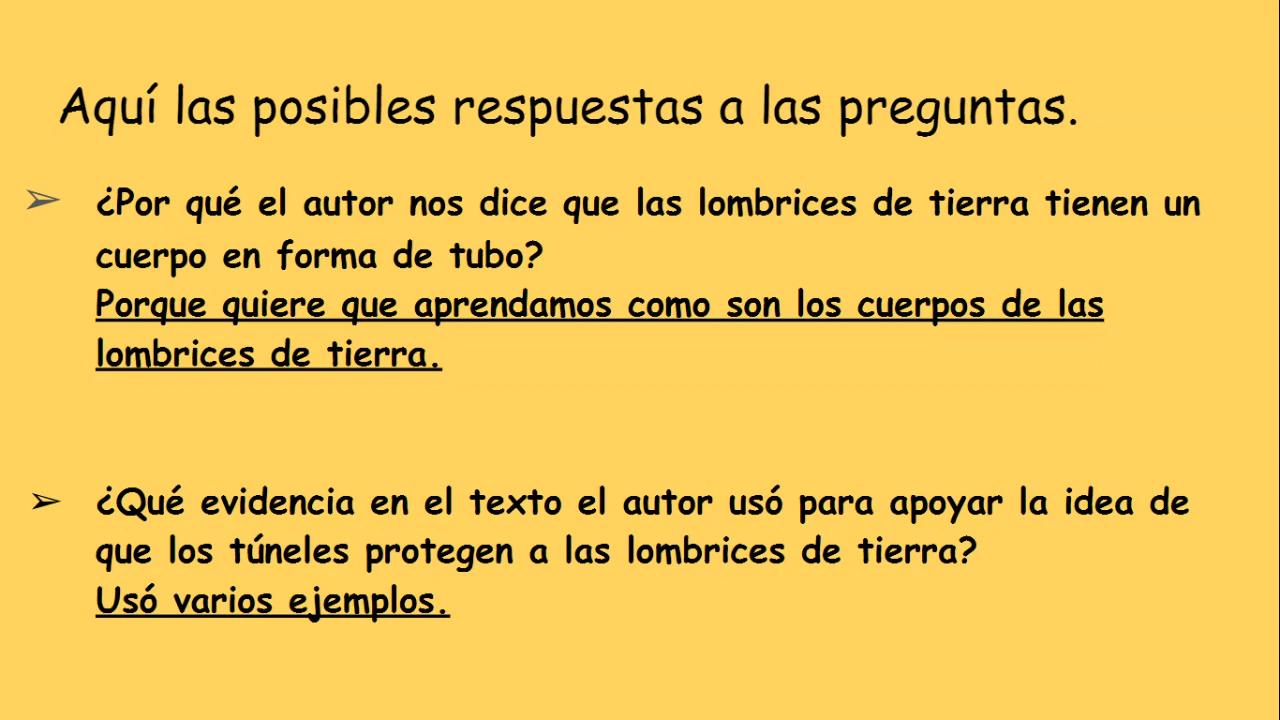 Aquí las posibles respuestas a las preguntas.
➢ ¿Por qué el autor nos dice que las lombrices de tierra tienen un
cuerpo en forma de tubo?
Porque quiere que aprendamos como son los cuerpos de las
lombrices de tierra.
➢ ¿Qué evidencia en el texto el autor usó para apoyar la idea de
que los túneles protegen a las lombrices de tierra?
Usó varios ejemplos.